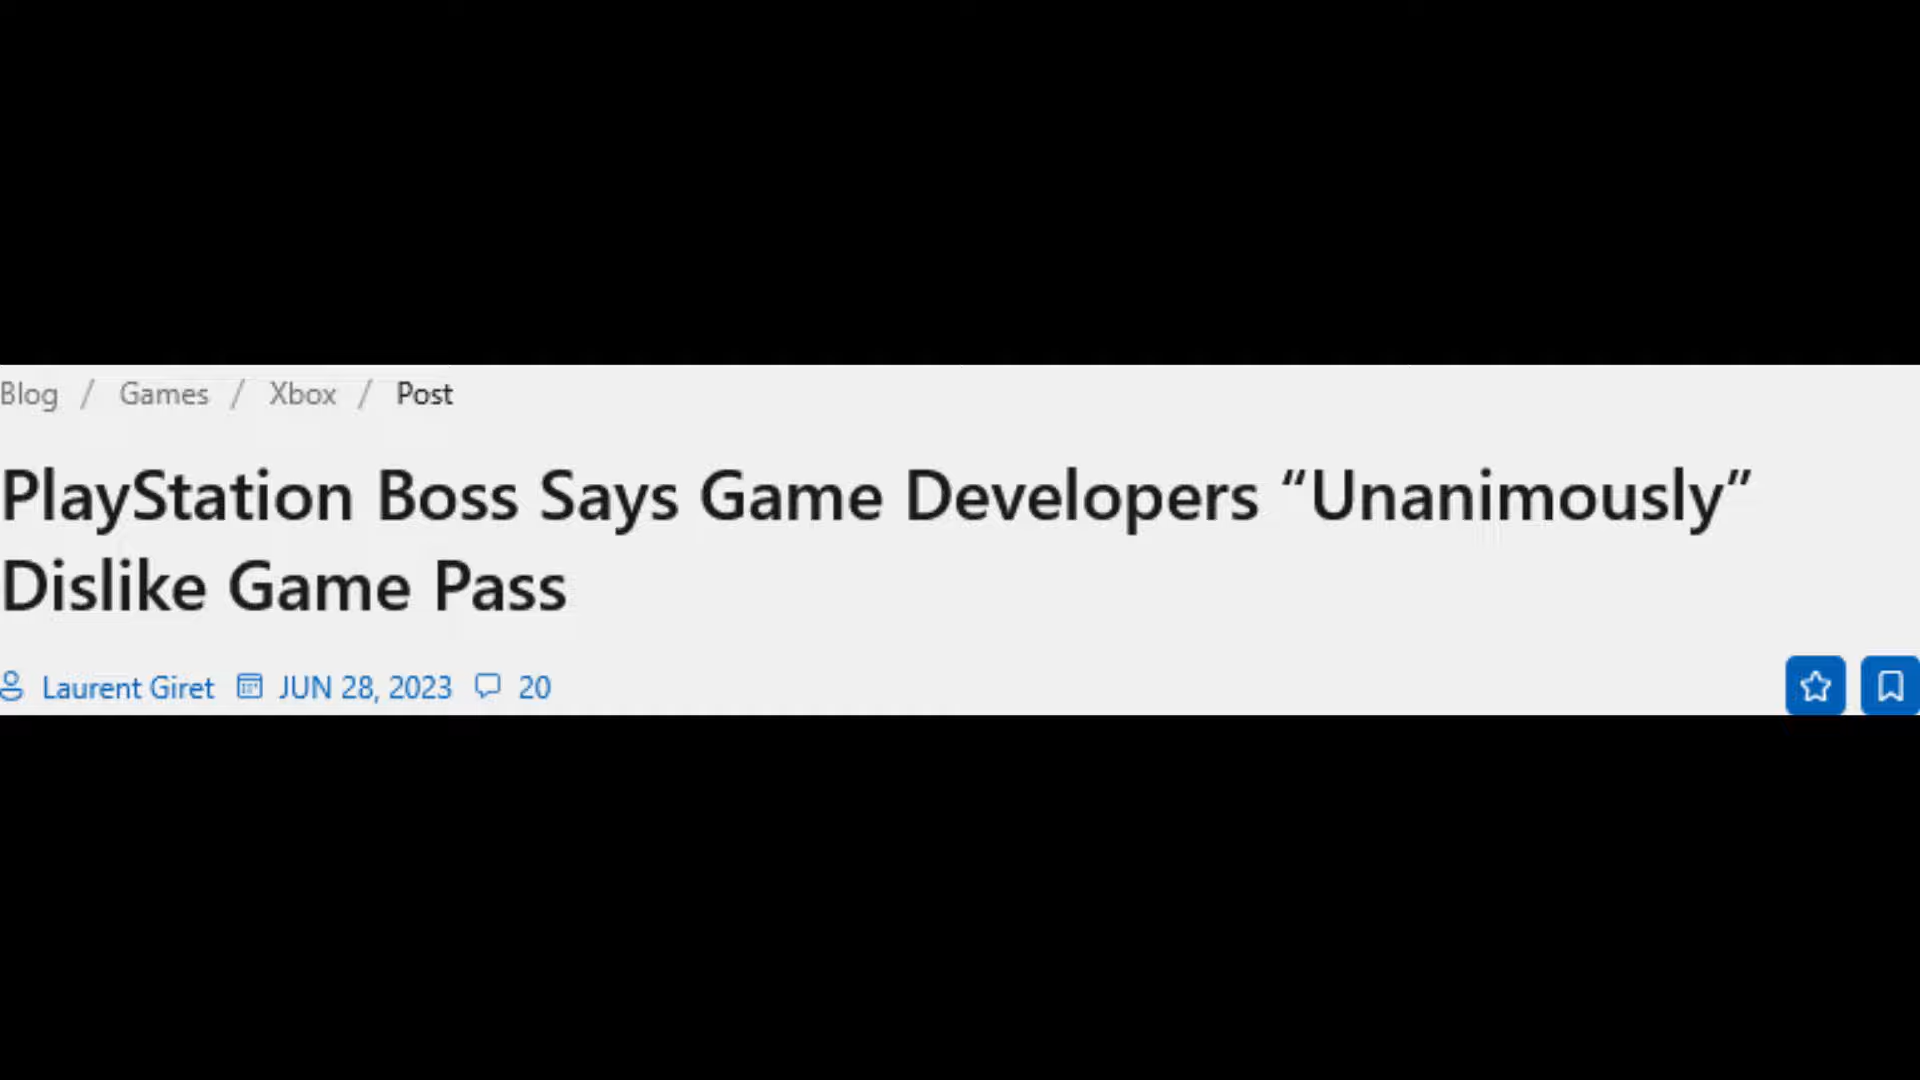 Blog / Games / Xbox / Post
PlayStation Boss Says Game Developers “Unanimously”
Dislike Game Pass
Laurent Giret JUN 28, 2023 20